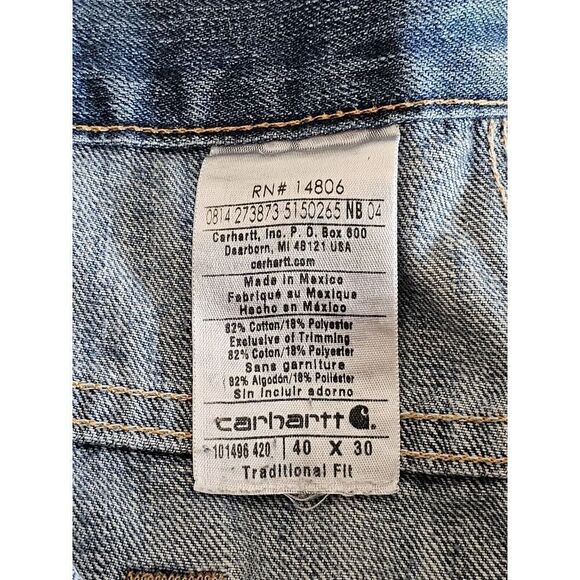 RN# 14806
0814 273873 5150265 NB 04
Carhartt, Inc. P. O. Box 600
Dearborn, MI 48121 USA
carhartt.com
Made in Mexico
Fabriqué au Mexique
Hecho en México
82% Cotton/18% Polyester
Exclusive of Trimming
82% Coton/18% Polyester
Sans garniture
82% Algodón/18% Poliéster
Sin incluir adorno
carhartt
101496 420 40 X 30
Traditional Fit